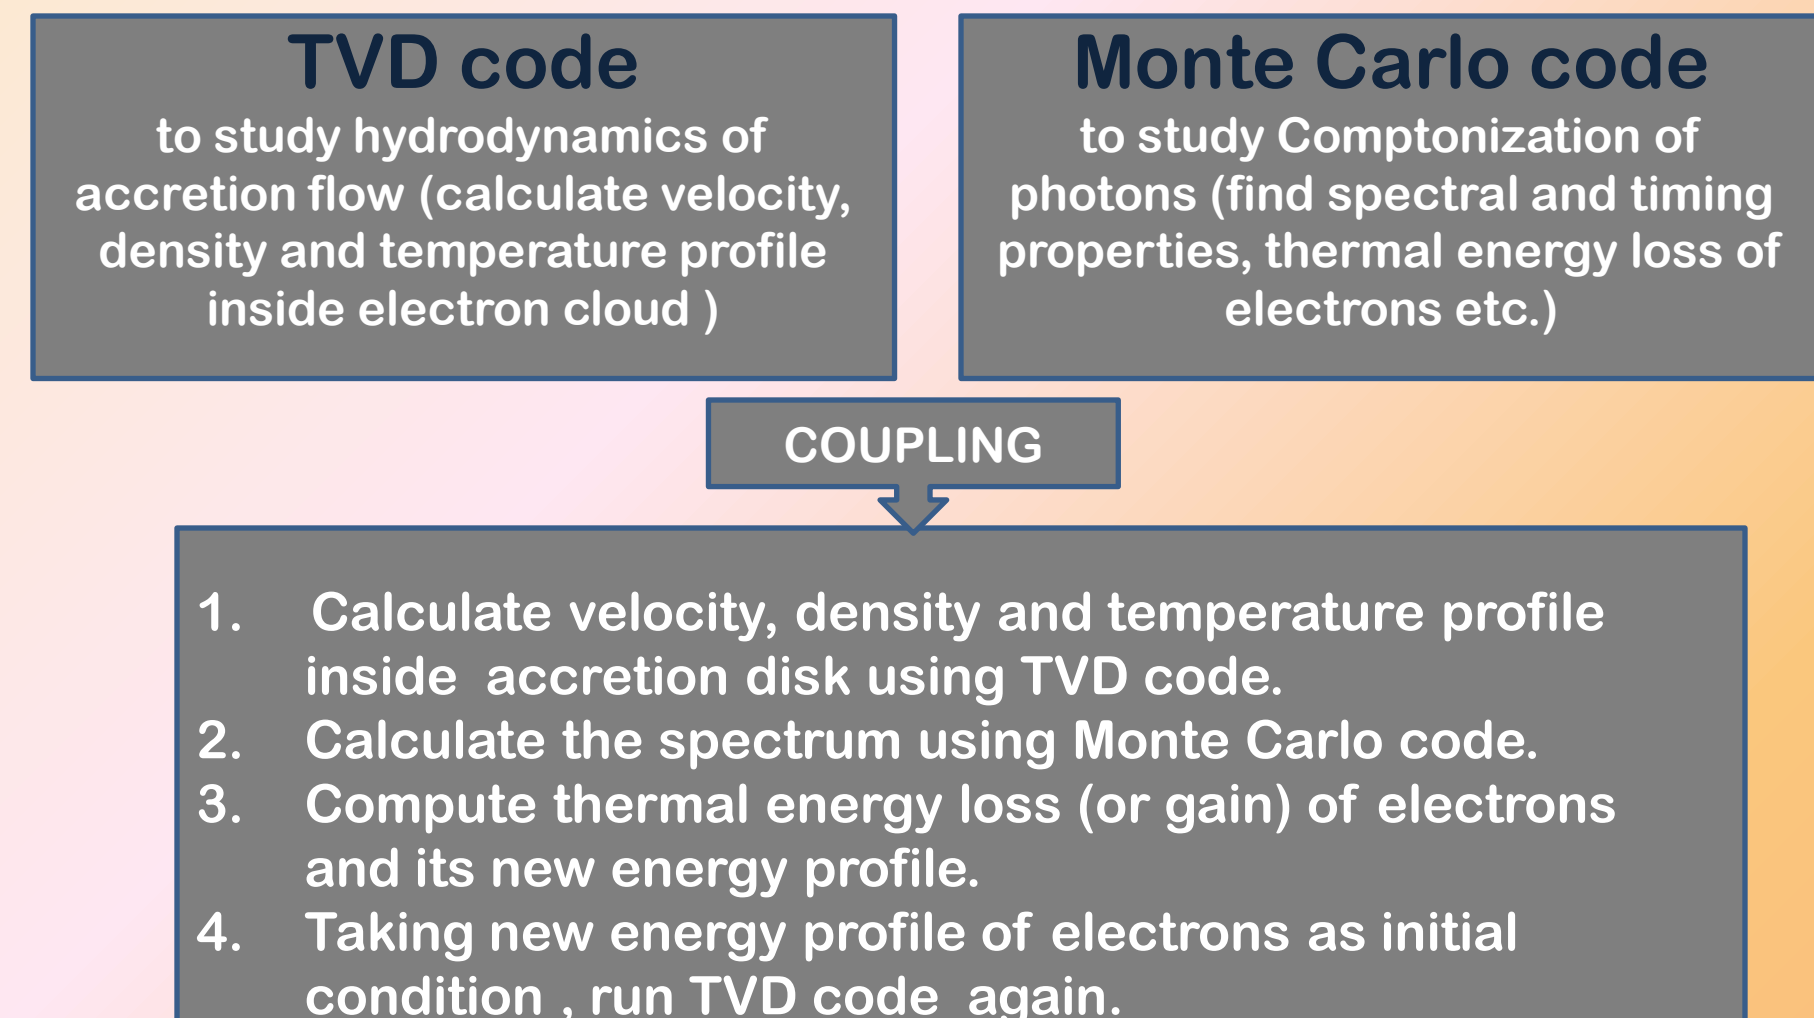 TVD code
to study hydrodynamics of
accretion flow (calculate velocity,
density and temperature profile
inside electron cloud )
Monte Carlo code
to study Comptonization of
photons (find spectral and timing
properties, thermal energy loss of
electrons etc.)
COUPLING
1. Calculate velocity, density and temperature profile
inside accretion disk using TVD code.
2. Calculate the spectrum using Monte Carlo code.
3. Compute thermal energy loss (or gain) of electrons
and its new energy profile.
4. Taking new energy profile of electrons as initial
condition , run TVD code again.